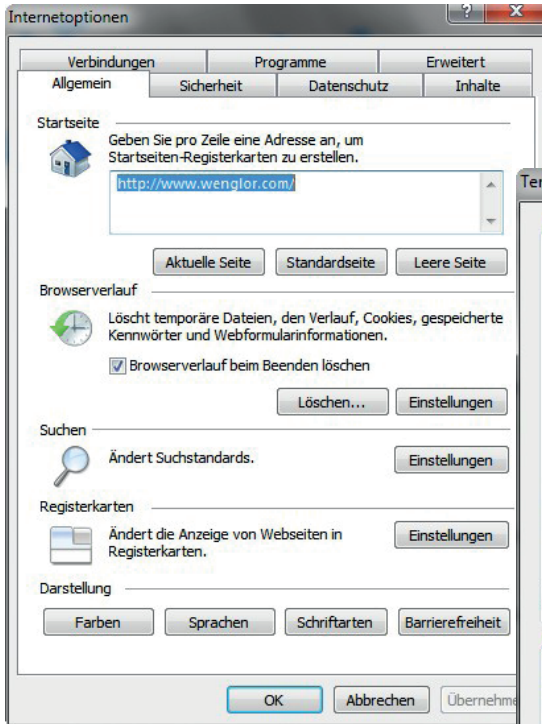 Internetoptionen
Verbindungen Programme Erweitert
Allgemein Sicherheit Datenschutz Inhalte
Startseite
Geben Sie pro Zeile eine Adresse an, um
Startseiten-Registerkarten zu erstellen.
http://www.wenglor.com/
Aktuelle Seite Standardseite Leere Seite
Browserverlauf
Löscht temporäre Dateien, den Verlauf, Cookies, gespeicherte
Kennwörter und Webformularinformationen.
Browserverlauf beim Beenden löschen
Löschen... Einstellungen
Suchen
Ändert Suchstandards. Einstellungen
Registerkarten
Ändert die Anzeige von Webseiten in
Registerkarten.
Einstellungen
Darstellung
Farben Sprachen Schriftarten Barrierefreiheit
OK Abbrechen